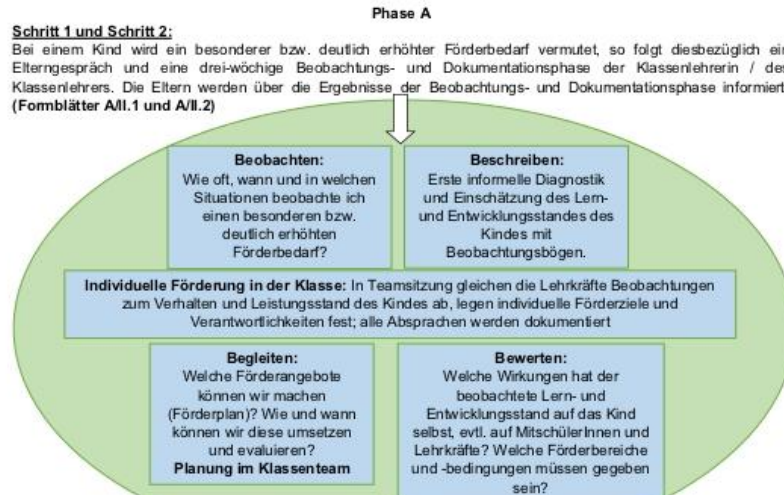 Phase A
Schritt 1 und Schritt 2:
Bei einem Kind wird ein besonderer bzw. deutlich erhöhter Förderbedarf vermutet, so folgt diesbezüglich ein
Elterngespräch und eine drei-wöchige Beobachtungs- und Dokumentationsphase der Klassenlehrerin / des
Klassenlehrers. Die Eltern werden über die Ergebnisse der Beobachtungs- und Dokumentationsphase informiert
(Formblätter A/II.1 und A/II.2)
Beobachten:
Wie oft, wann und in welchen
Situationen beobachte ich
einen besonderen bzw.
deutlich erhöhten
Förderbedarf?
Beschreiben:
Erste informelle Diagnostik
und Einschätzung des Lern-
und Entwicklungsstandes des
Kindes mit
Beobachtungsbögen.
Individuelle Förderung in der Klasse: In Teamsitzung gleichen die Lehrkräfte Beobachtungen
zum Verhalten und Leistungsstand des Kindes ab, legen individuelle Förderziele und
Verantwortlichkeiten fest; alle Absprachen werden dokumentiert
Begleiten:
Welche Förderangebote
können wir machen
(Förderplan)? Wie und wann
können wir diese umsetzen
und evaluieren?
Planung im Klassenteam
Bewerten:
Welche Wirkungen hat der
beobachtete Lern- und
Entwicklungsstand auf das Kind
selbst, evtl. auf MitschülerInnen und
Lehrkräfte? Welche Förderbereiche
und -bedingungen müssen gegeben
sein?